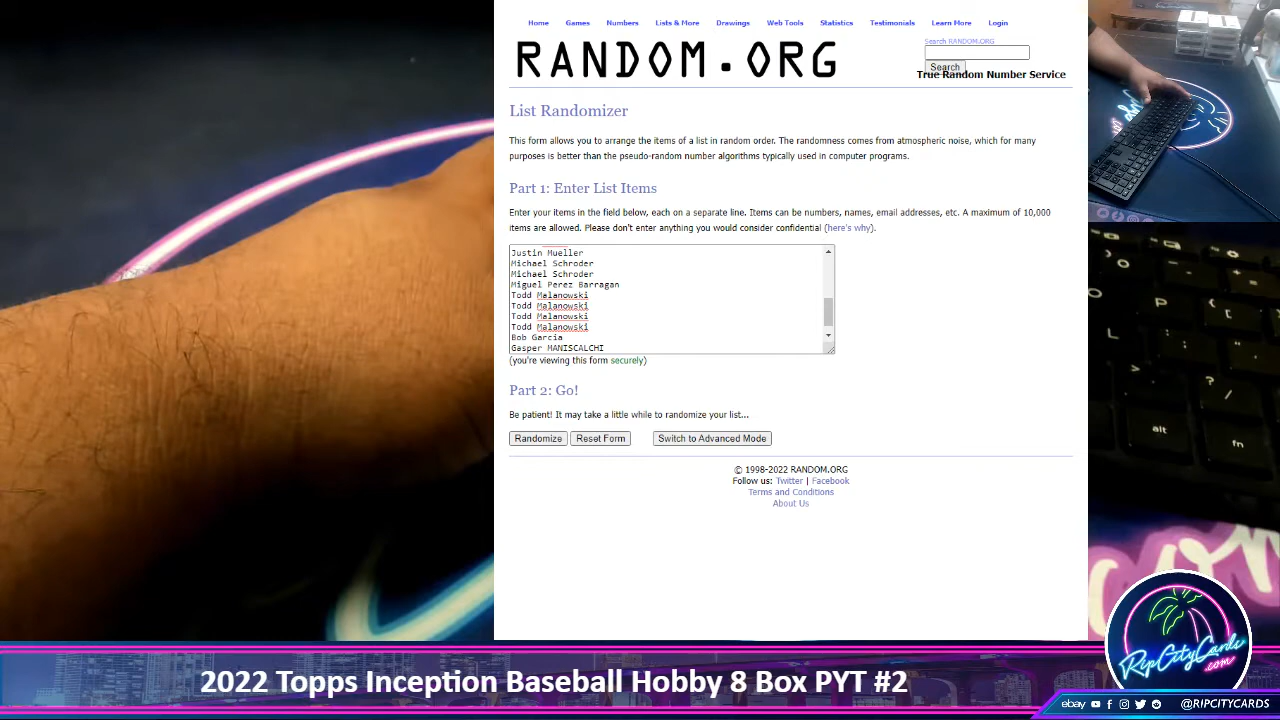 Home Games Numbers Lists & More Drawings Web Tools Statistics Testimonials Learn More Login
RANDOM.ORG
Search RANDOM.ORG
Search
True Random Number Service
List Randomizer
This form allows you to arrange the items of a list in random order. The randomness comes from atmospheric noise, which for many
purposes is better than the pseudo-random number algorithms typically used in computer programs.
Part 1: Enter List Items
Enter your items in the field below, each on a separate line. Items can be numbers, names, email addresses, etc. A maximum of 10,000
items are allowed. Please don't enter anything you would consider confidential (here's why).
Justin Mueller
Michael Schroder
Michael Schroder
Miguel Perez Barragan
Todd Malanowski
Todd Malanowski
Todd Malanowski
Todd Malanowski
Bob Garcia
Gasper MANISCALCHI
(you're viewing this form securely)
Part 2: Go!
Be patient! It may take a little while to randomize your list...
Randomize Reset Form Switch to Advanced Mode
© 1998-2022 RANDOM.ORG
Follow us: Twitter | Facebook
Terms and Conditions
About Us
alt
ctrl
RipCityCards
.com
2022 Topps Inception Baseball Hobby 8 Box PYT #2
ebay @RIPCITYCARDS